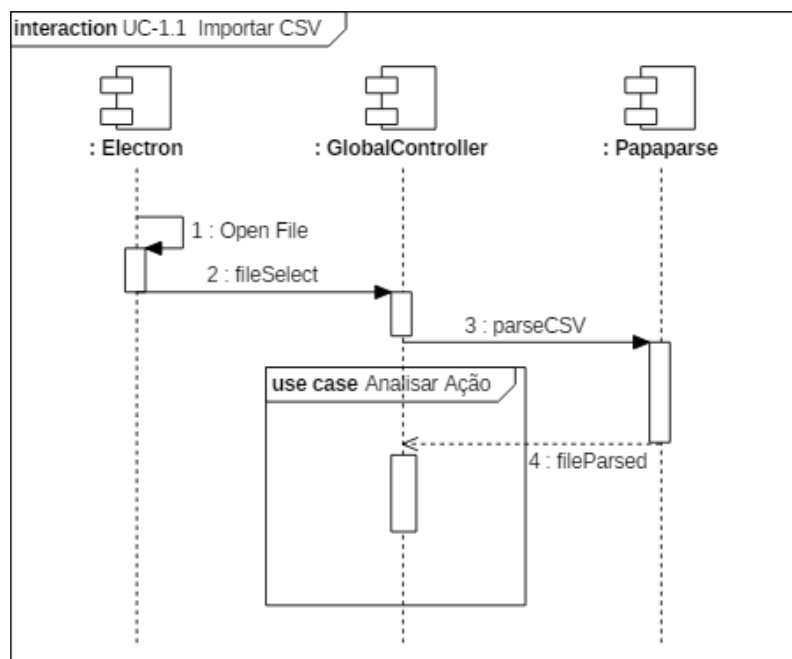 interaction UC-1.1 Importar CSV
: Electron
: GlobalController
: Papaparse
1 : Open File
2 : fileSelect
3 : parseCSV
use case Analisar Ação
4 : fileParsed